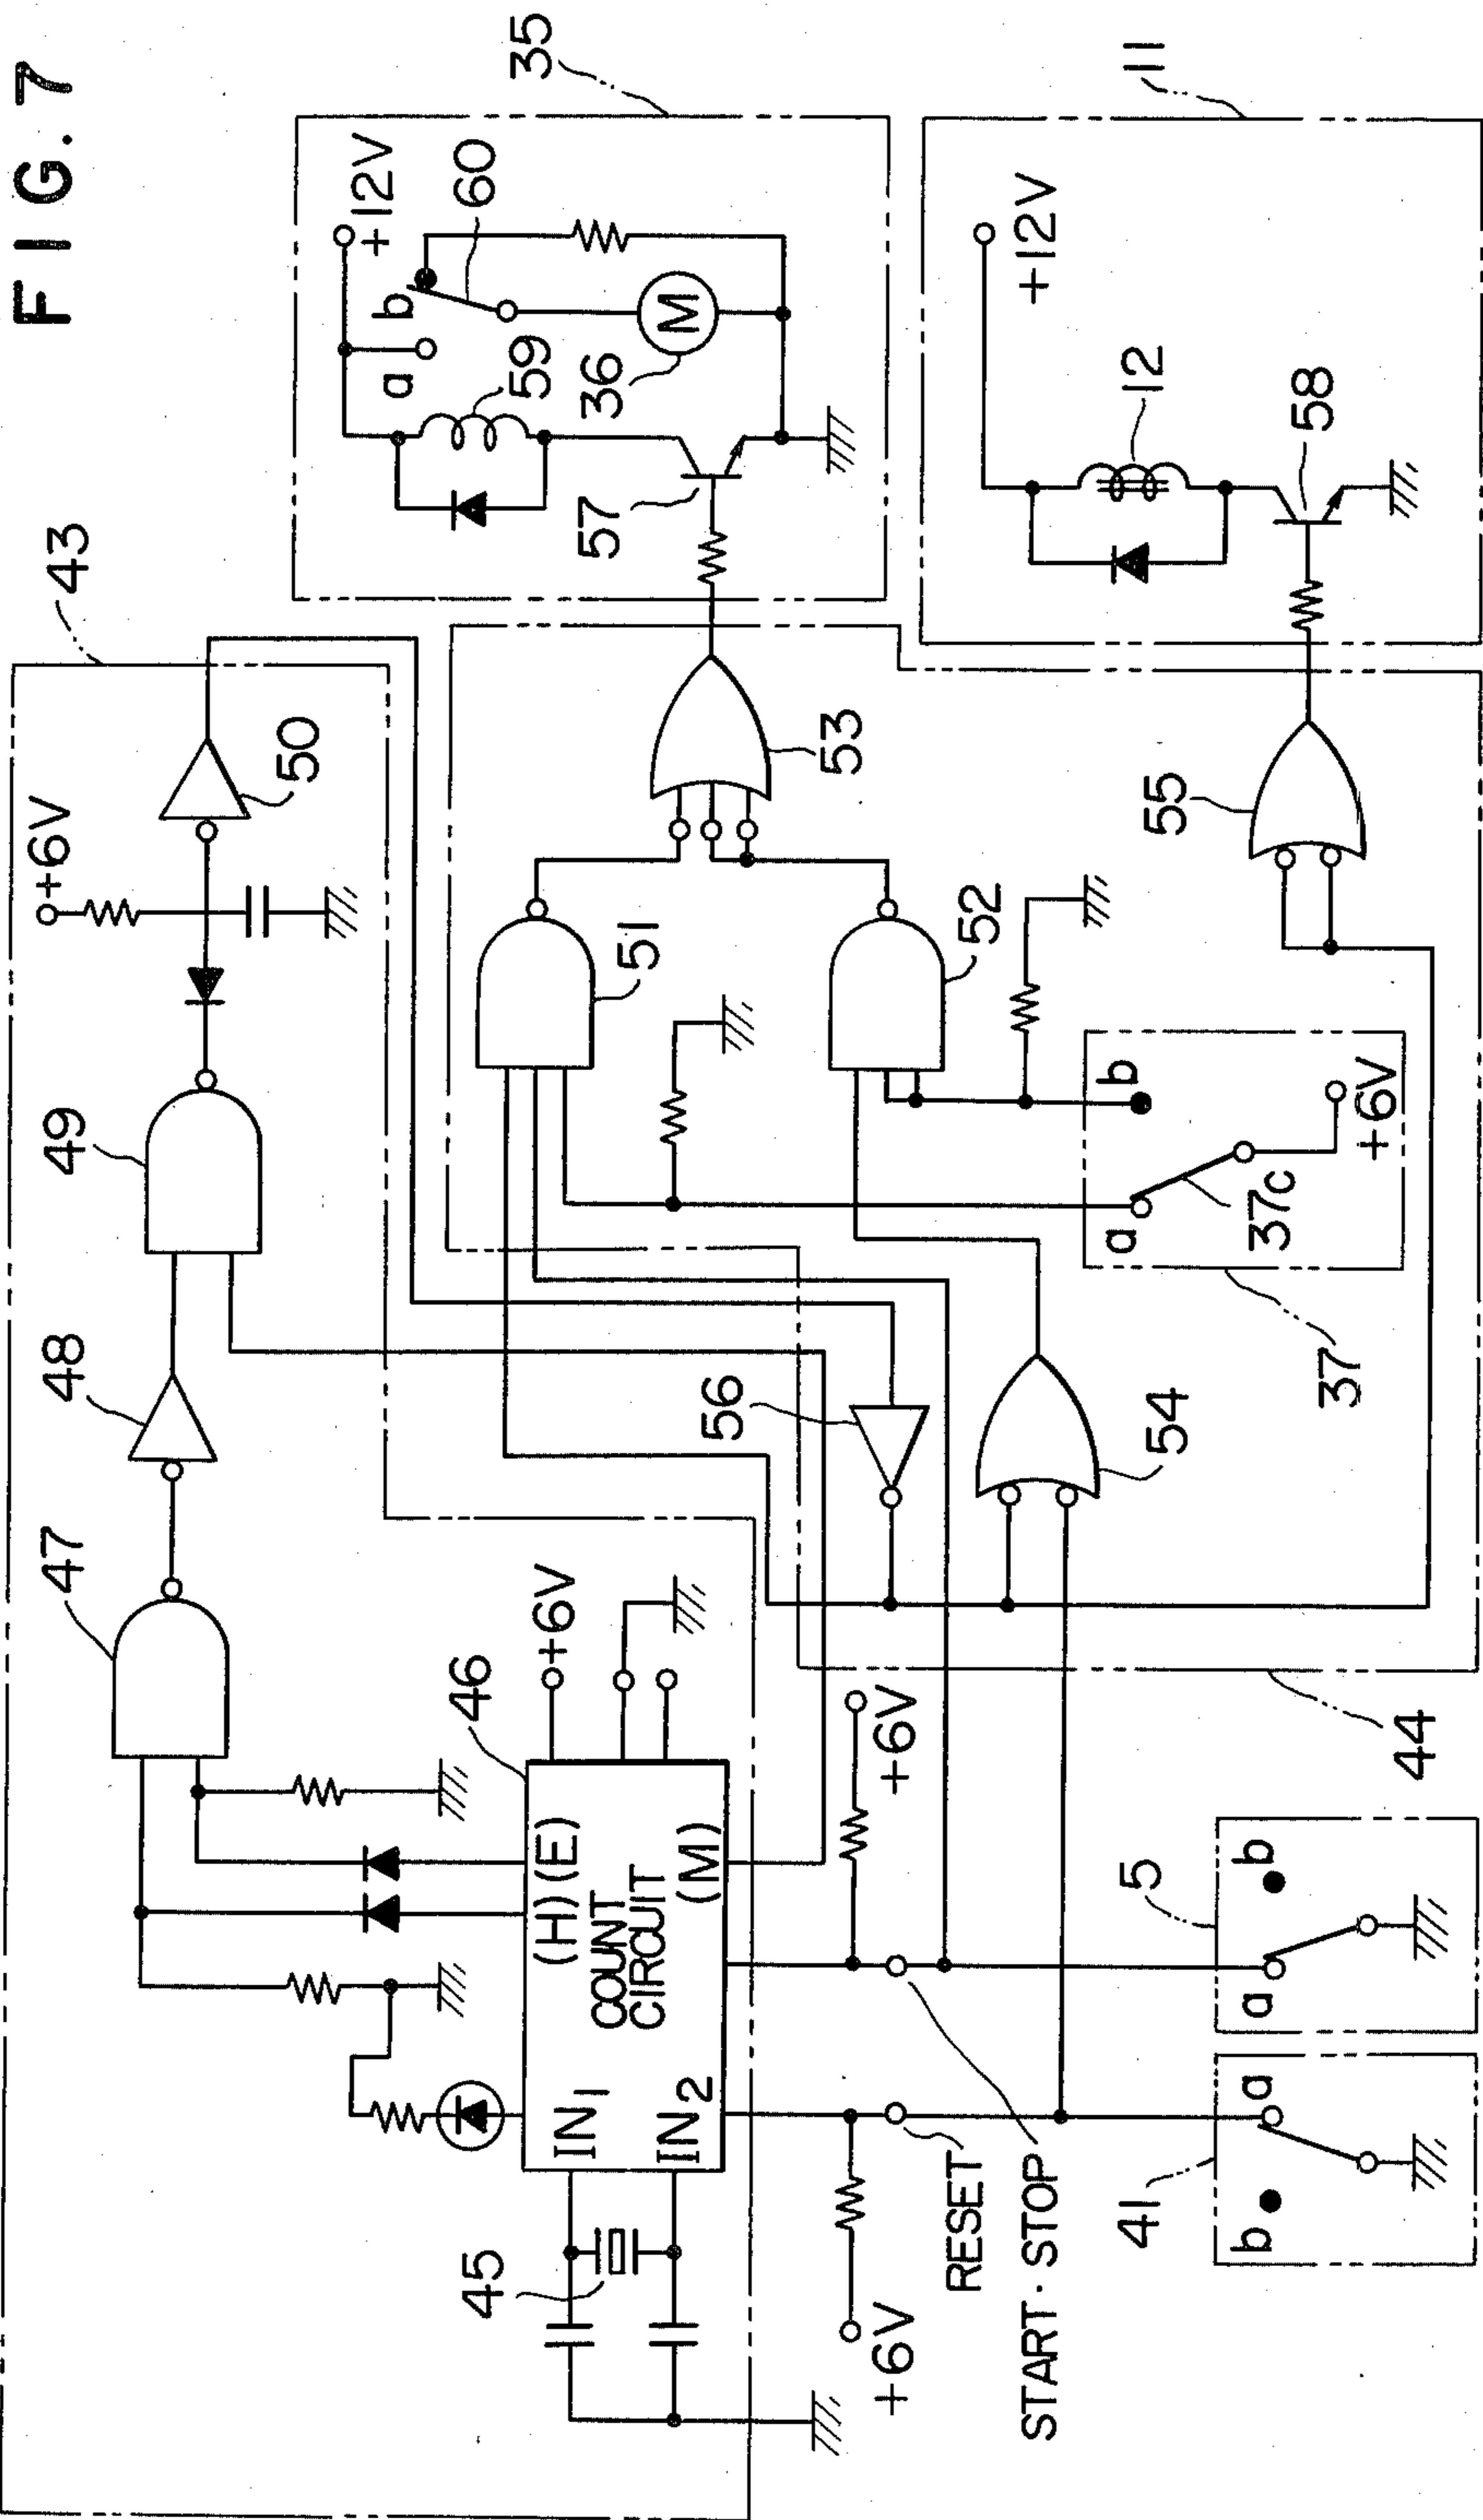 FIG. 7
43
47
48
49
50
+6V
35
+12V
60
b
a
59
36
M
57
46
+6V
(H)(E)
COUNT
CIRCUIT
(M)
IN1
IN2
45
51
53
52
56
54
b
a
37c
+6V
37
55
11
+12V
12
58
+6V
+6V
RESET
START·STOP
44
41
b
a
5
a
b